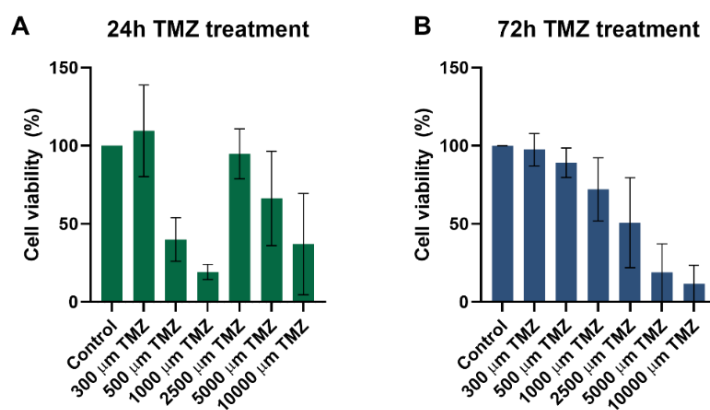 A
24h TMZ treatment
Cell viability (%)
150
100
50
0
Control
300 μm TMZ
500 μm TMZ
1000 μm TMZ
2500 μm TMZ
5000 μm TMZ
10000 μm TMZ
B
72h TMZ treatment
Cell viability (%)
150
100
50
0
Control
300 μm TMZ
500 μm TMZ
1000 μm TMZ
2500 μm TMZ
5000 μm TMZ
10000 μm TMZ